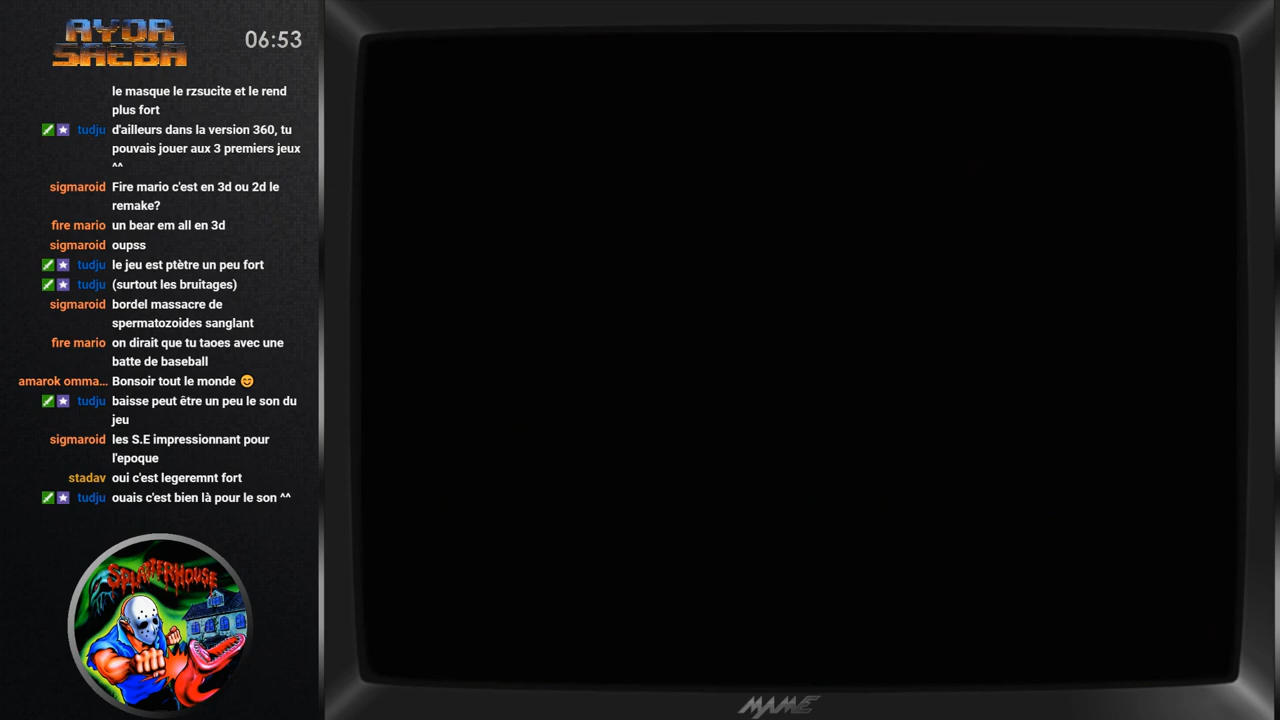 RYOR
SAEBA
06:53
le masque le rzsucite et le rend
plus fort
tudju d'ailleurs dans la version 360, tu
pouvais jouer aux 3 premiers jeux
^^
sigmaroid Fire mario c'est en 3d ou 2d le
remake?
fire mario un bear em all en 3d
sigmaroid oupss
tudju le jeu est ptètre un peu fort
tudju (surtout les bruitages)
sigmaroid bordel massacre de
spermatozoides sanglant
fire mario on dirait que tu taoes avec une
batte de baseball
amarok omma... Bonsoir tout le monde 😊
tudju baisse peut être un peu le son du
jeu
sigmaroid les S.E impressionnant pour
l'epoque
stadav oui c'est legeremnt fort
tudju ouais c'est bien là pour le son ^^
SPLATTERHOUSE
MAME